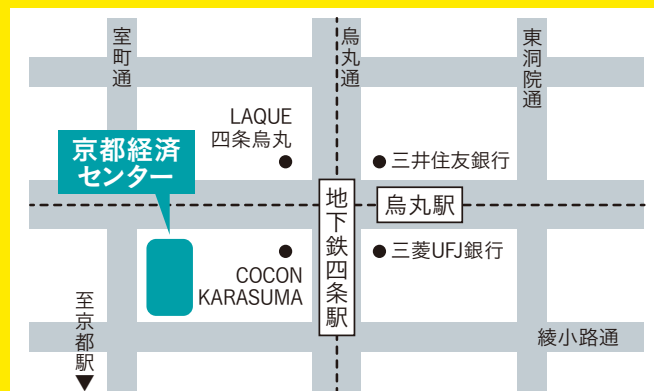 室町通
烏丸通
東洞院通
LAQUE
四条烏丸
京都経済
センター
三井住友銀行
地下鉄四条駅
烏丸駅
COCON
KARASUMA
三菱UFJ銀行
至京都駅
綾小路通